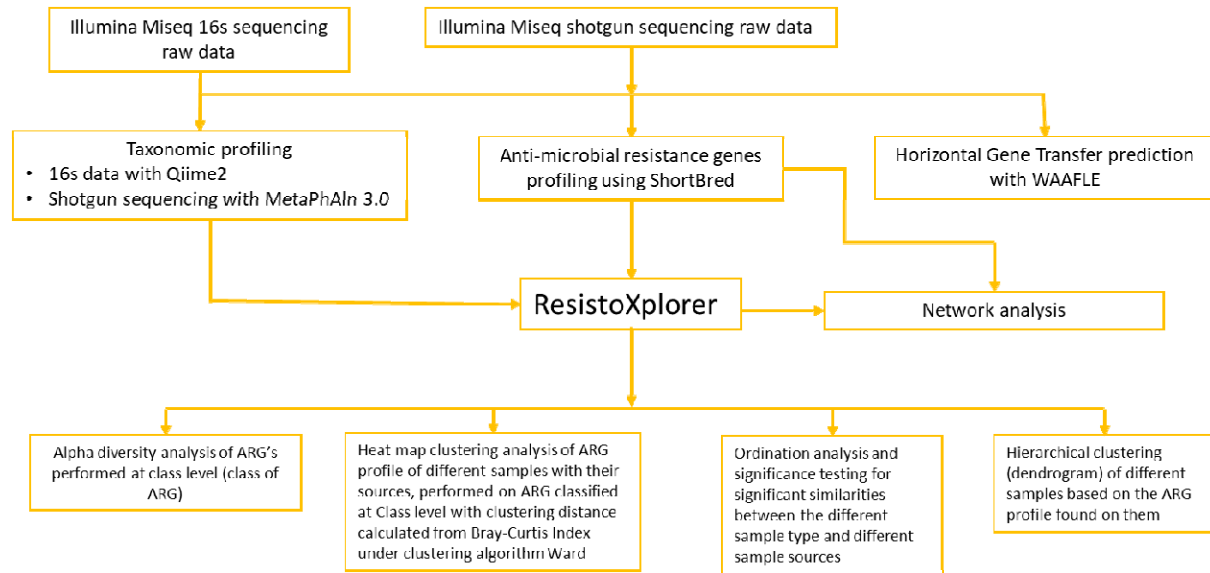 Illumina Miseq 16s sequencing
raw data
Illumina Miseq shotgun sequencing raw data
Taxonomic profiling
• 16s data with Qiime2
• Shotgun sequencing with MetaPhAln 3.0
Anti-microbial resistance genes
profiling using ShortBred
Horizontal Gene Transfer prediction
with WAAFLE
ResistoXplorer
Network analysis
Alpha diversity analysis of ARG's
performed at class level (class of
ARG)
Heat map clustering analysis of ARG
profile of different samples with their
sources, performed on ARG classified
at Class level with clustering distance
calculated from Bray-Curtis Index
under clustering algorithm Ward
Ordination analysis and
significance testing for
significant similarities
between the different
sample type and different
sample sources
Hierarchical clustering
(dendrogram) of different
samples based on the ARG
profile found on them